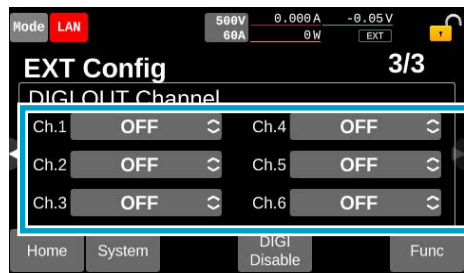 Mode LAN 500V 0.000A -0.05V
60A 0W EXT
EXT Config 3/3
DIGI OUT Channel
Ch.1 OFF Ch.4 OFF
Ch.2 OFF Ch.5 OFF
Ch.3 OFF Ch.6 OFF
Home System DIGI Disable Func